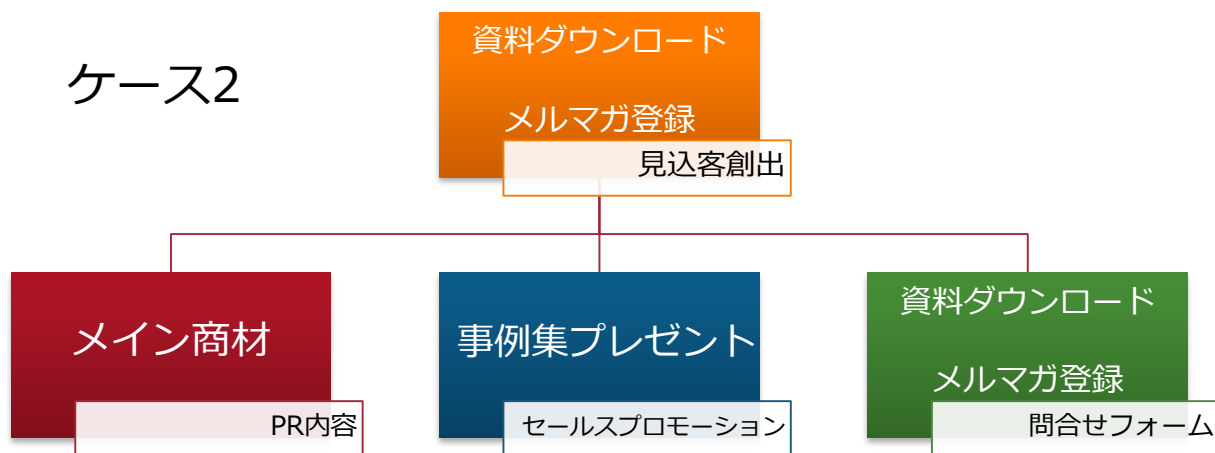 ケース2
資料ダウンロード
メルマガ登録
見込客創出
メイン商材
PR内容
事例集プレゼント
セールスプロモーション
資料ダウンロード
メルマガ登録
問合せフォーム